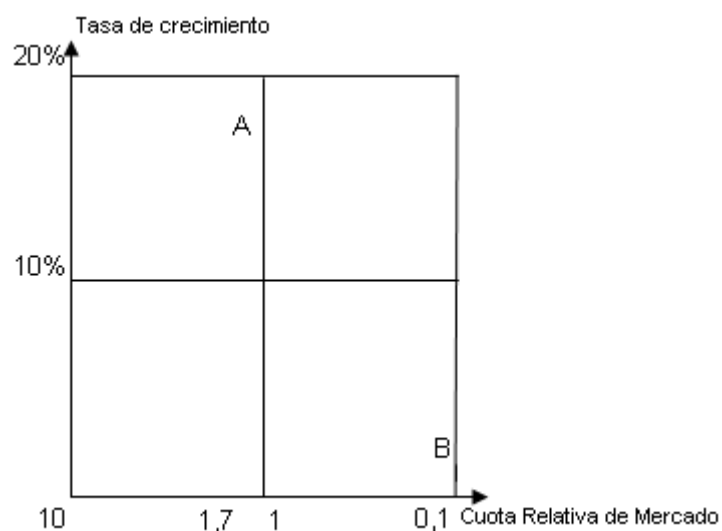 Tasa de crecimiento
20%
A
10%
B
10 1,7 1 0,1 Cuota Relativa de Mercado